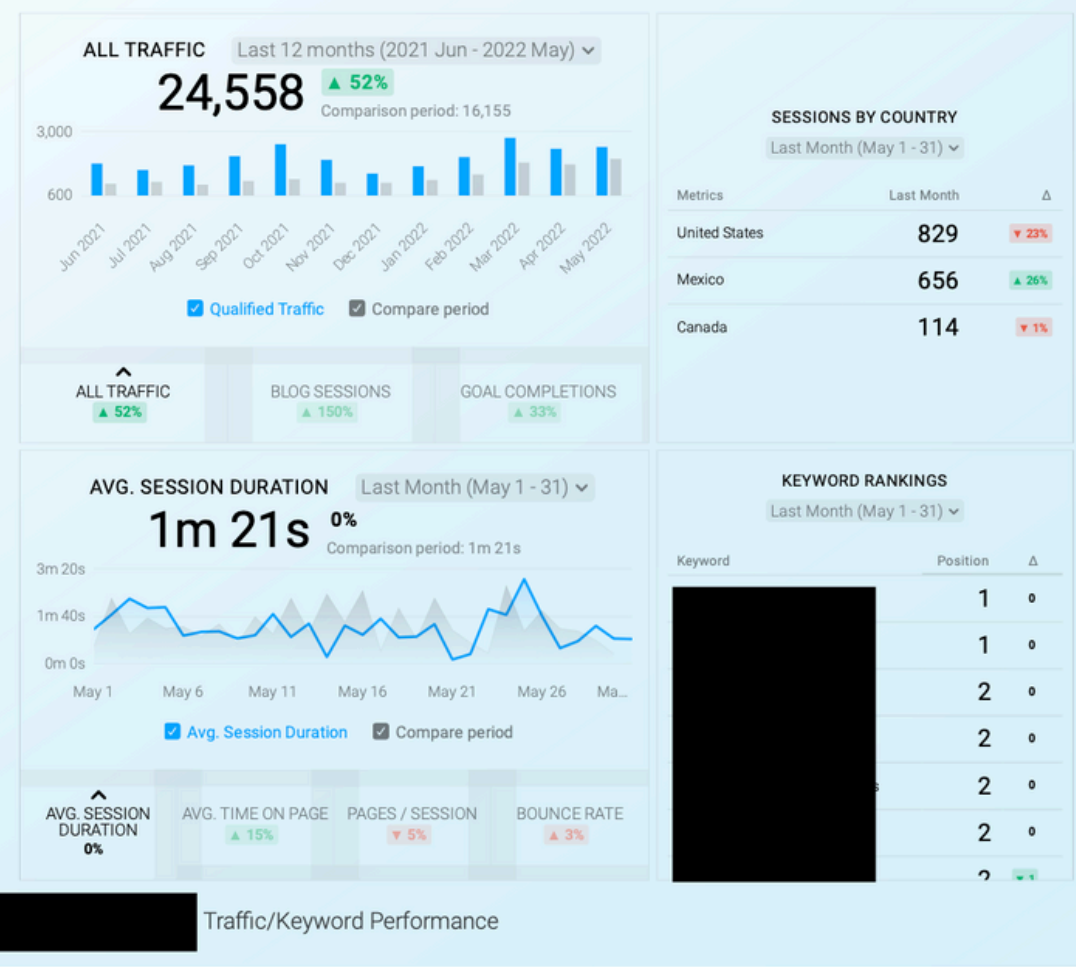 ALL TRAFFIC Last 12 months (2021 Jun - 2022 May)
24,558 ▲ 52%
Comparison period: 16,155
3,000
600
Jun 2021 Jul 2021 Aug 2021 Sep 2021 Oct 2021 Nov 2021 Dec 2021 Jan 2022 Feb 2022 Mar 2022 Apr 2022 May 2022
Qualified Traffic Compare period
ALL TRAFFIC
▲ 52%
BLOG SESSIONS
▲ 150%
GOAL COMPLETIONS
▲ 33%
SESSIONS BY COUNTRY
Last Month (May 1 - 31)
Metrics Last Month Δ
United States 829 ▼ 23%
Mexico 656 ▲ 26%
Canada 114 ▼ 1%
AVG. SESSION DURATION Last Month (May 1 - 31)
1m 21s 0%
Comparison period: 1m 21s
3m 20s
1m 40s
0m 0s
May 1 May 6 May 11 May 16 May 21 May 26 Ma...
Avg. Session Duration Compare period
AVG. SESSION
DURATION
0%
AVG. TIME ON PAGE
▲ 15%
PAGES / SESSION
▼ 5%
BOUNCE RATE
▲ 3%
KEYWORD RANKINGS
Last Month (May 1 - 31)
Keyword Position Δ
1 0
1 0
2 0
2 0
s 2 0
2 0
2 ▼ 1
Traffic/Keyword Performance